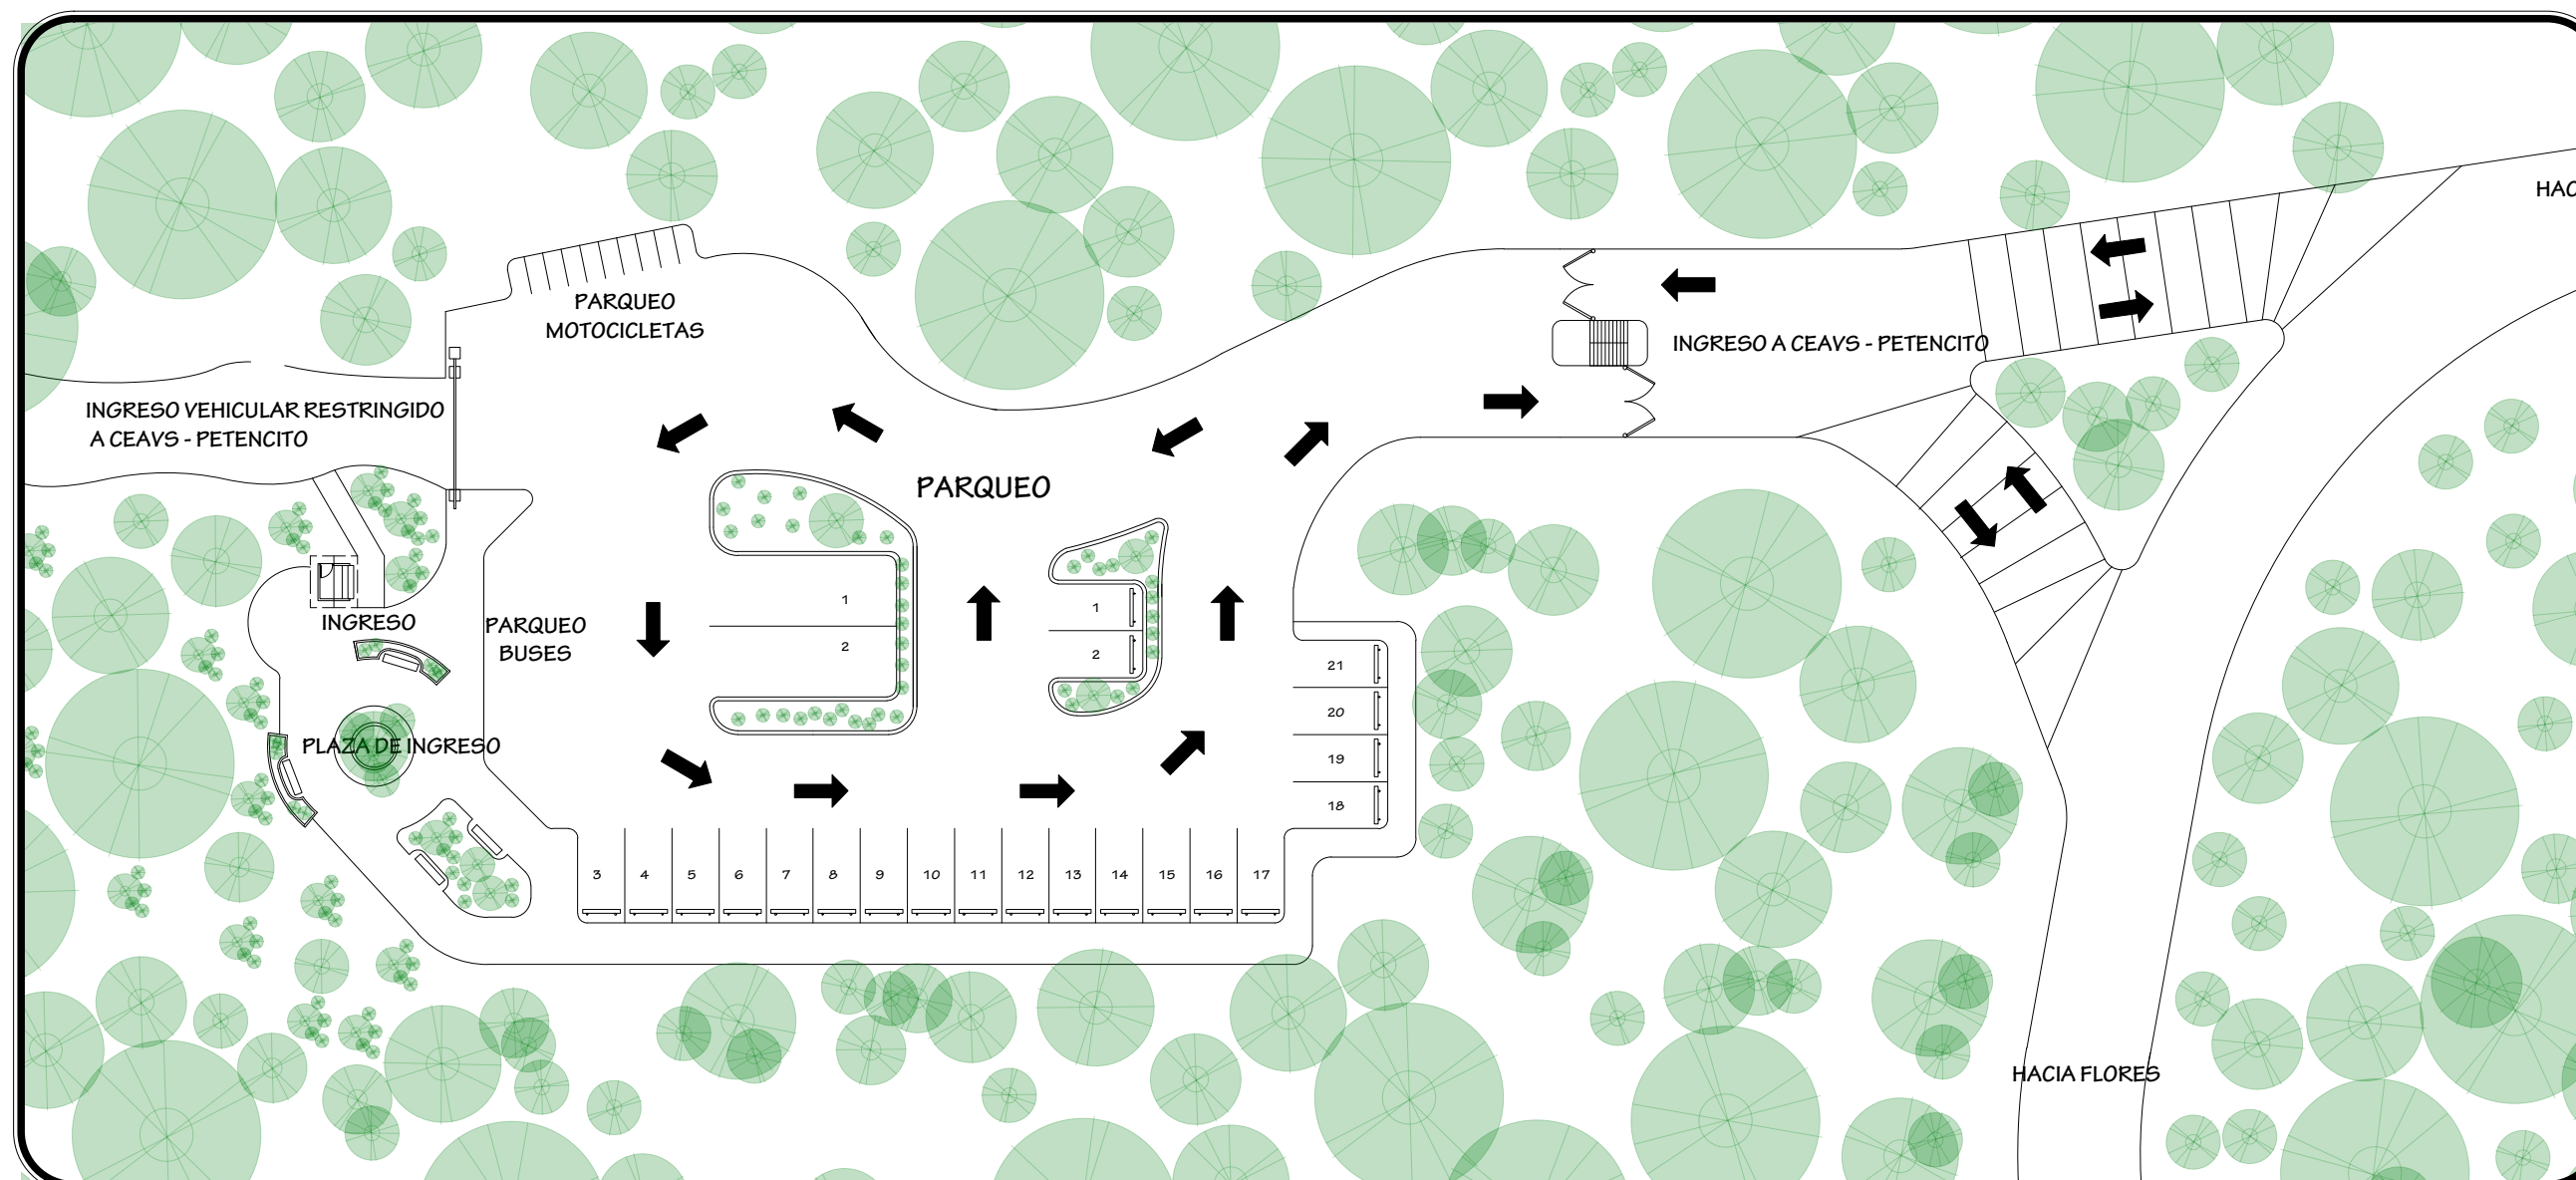 HAC
PARQUEO
MOTOCICLETAS
INGRESO A CEAVS - PETENCITO
INGRESO VEHICULAR RESTRINGIDO
A CEAVS - PETENCITO
PARQUEO
1
2
1
2
INGRESO
PARQUEO
BUSES
21
20
19
18
PLAZA DE INGRESO
3 4 5 6 7 8 9 10 11 12 13 14 15 16 17
HACIA FLORES